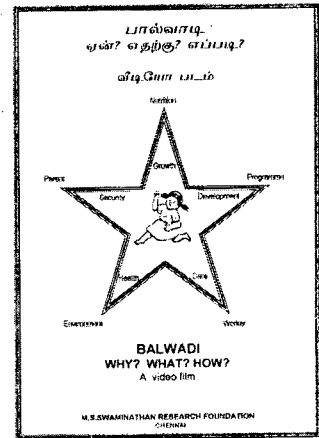 பால்வாடி
ஏன்? எதற்கு? எப்படி?
வீடியோ படம்
Nutrition
Growth
Parent
Programme
Security
Development
Health
Care
Environment
Worker
BALWADI
WHY? WHAT? HOW?
A video film
M.S.SWAMINATHAN RESEARCH FOUNDATION
CHENNAI